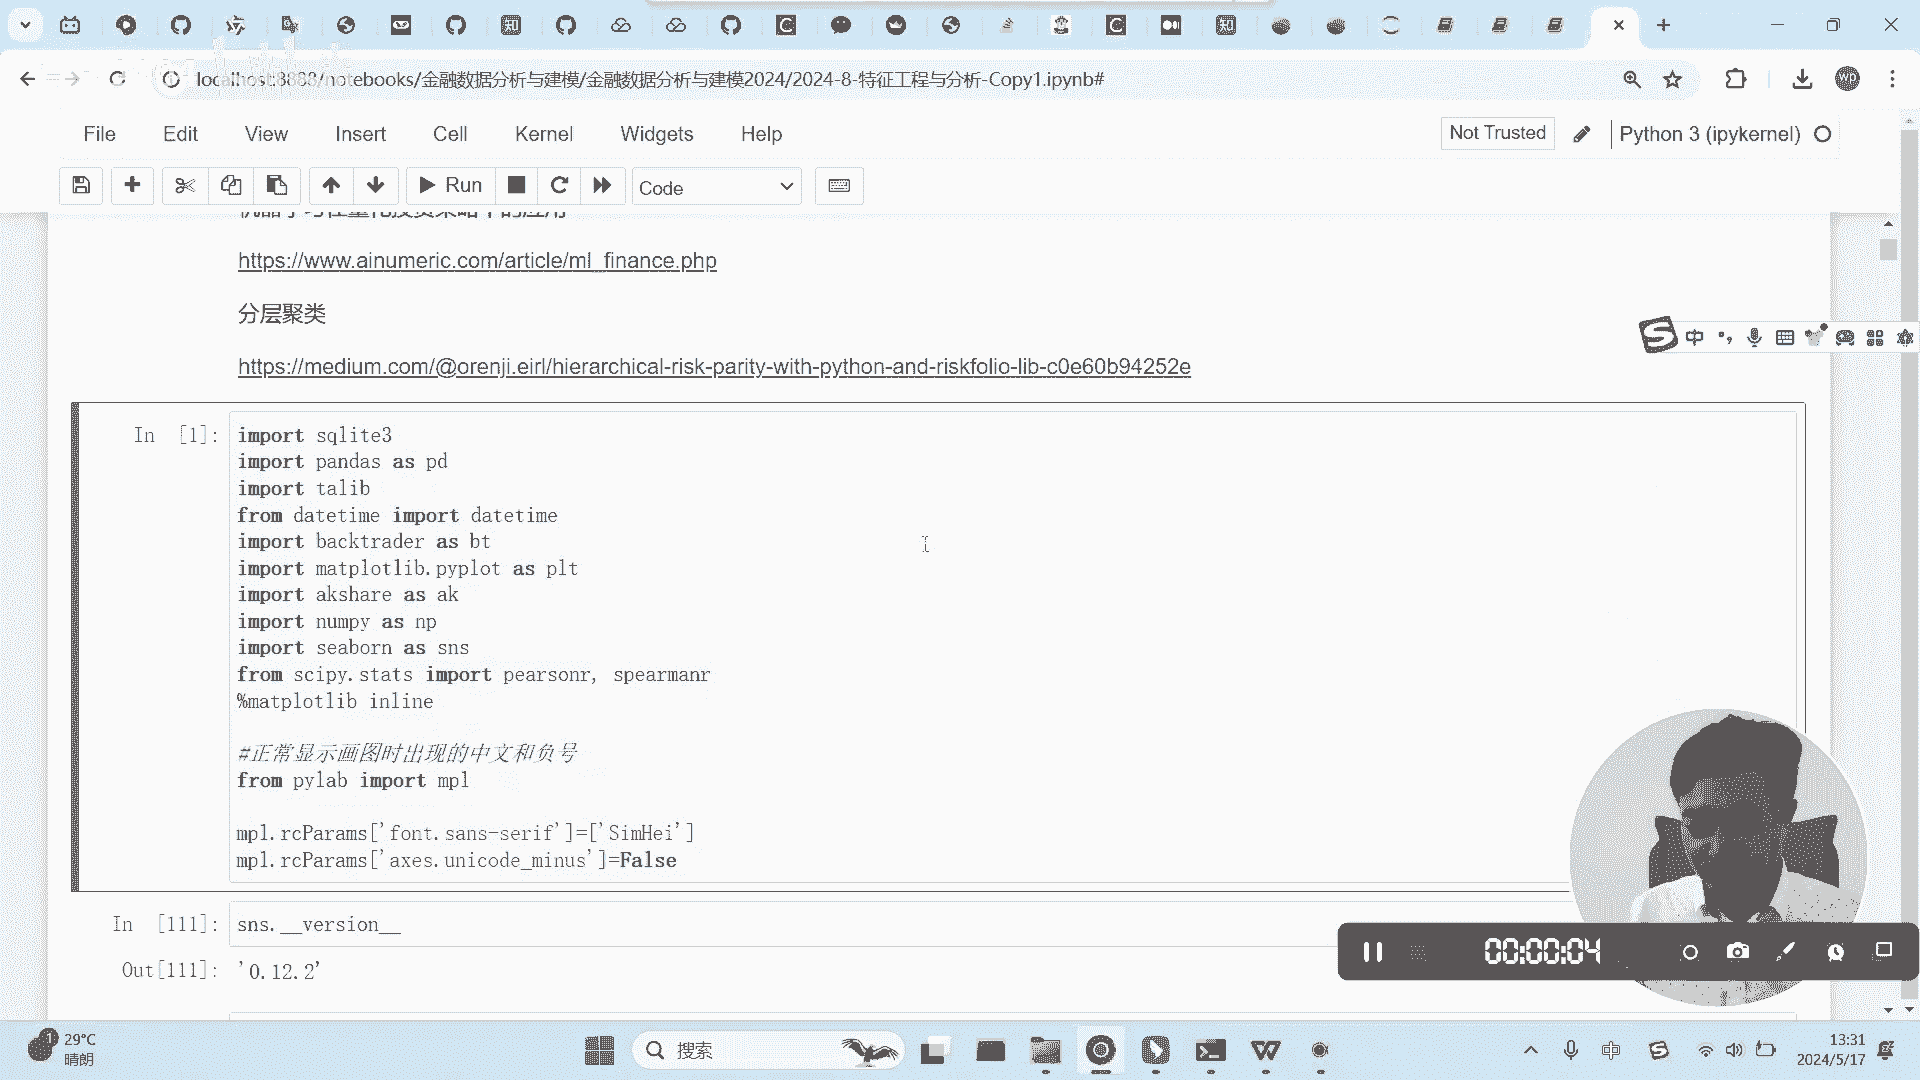 localhost:8888/notebooks/金融数据分析与建模/金融数据分析与建模2024/2024-8-特征工程与分析-Copy1.ipynb#
wp
File Edit View Insert Cell Kernel Widgets Help
Not Trusted
Python 3 (ipykernel)
Run
Code
https://www.ainumeric.com/article/ml_finance.php
分层聚类
https://medium.com/@orenji.eirl/hierarchical-risk-parity-with-python-and-riskfolio-lib-c0e60b94252e
中
In [1]:
import sqlite3
import pandas as pd
import talib
from datetime import datetime
import backtrader as bt
import matplotlib.pyplot as plt
import akshare as ak
import numpy as np
import seaborn as sns
from scipy.stats import pearsonr, spearmanr
%matplotlib inline
#正常显示画图时出现的中文和负号
from pylab import mpl
mpl.rcParams['font.sans-serif']=['SimHei']
mpl.rcParams['axes.unicode_minus']=False
In [111]:
sns.__version__
Out[111]:
'0.12.2'
00:00:04
1
29°C
晴朗
搜索
中
13:31
2024/5/17